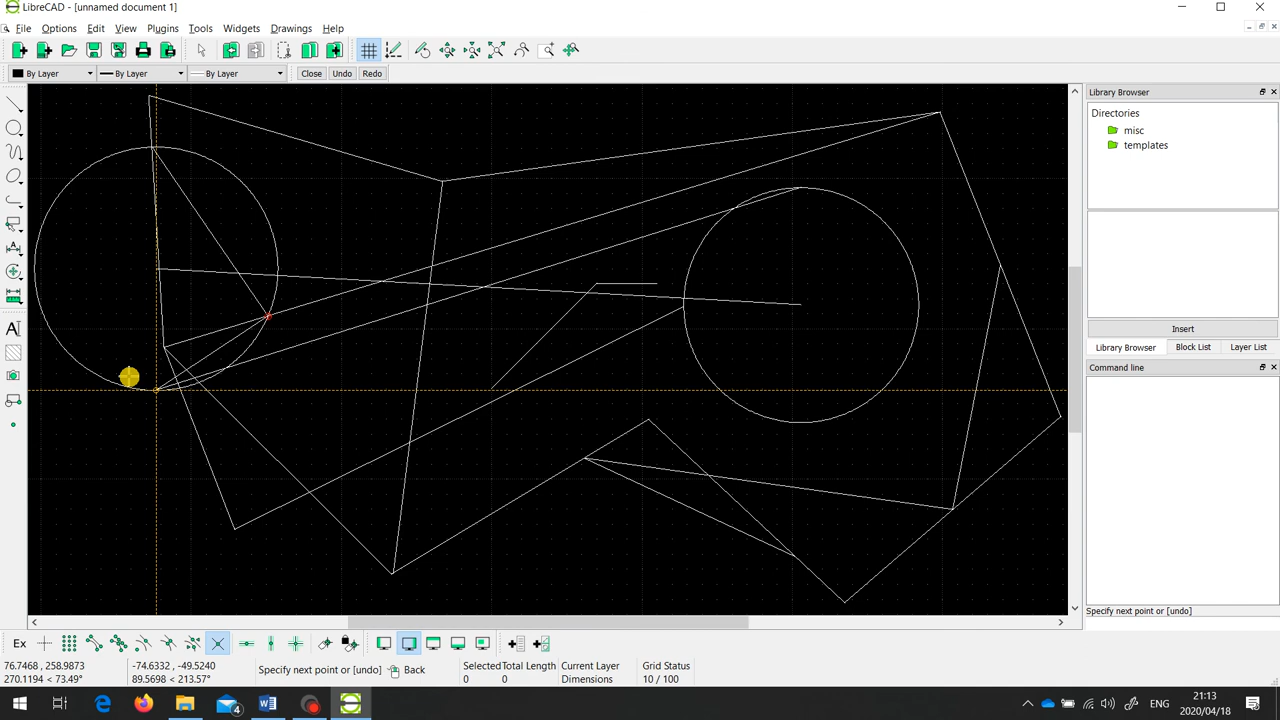 LibreCAD - [unnamed document 1]
File Options Edit View Plugins Tools Widgets Drawings Help
By Layer By Layer By Layer Close Undo Redo
Library Browser
Directories
misc
templates
Insert
Library Browser Block List Layer List
Command line
Specify next point or [undo]
Ex
76.7468 , 258.9873 -74.6332 , -49.5240 Specify next point or [undo] Back Selected Total Length Current Layer Grid Status
270.1194 < 73.49° 89.5698 < 213.57° 0 0 Dimensions 10 / 100
4 W ENG 21:13
2020/04/18